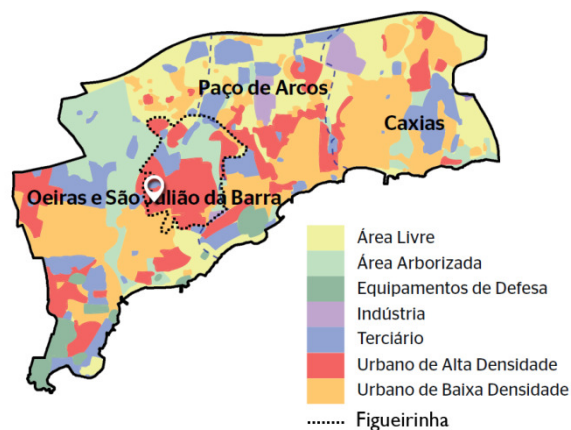 Paço de Arcos
Caxias
Oeiras e São Julião da Barra
Área Livre
Área Arborizada
Equipamentos de Defesa
Indústria
Terciário
Urbano de Alta Densidade
Urbano de Baixa Densidade
Figueirinha